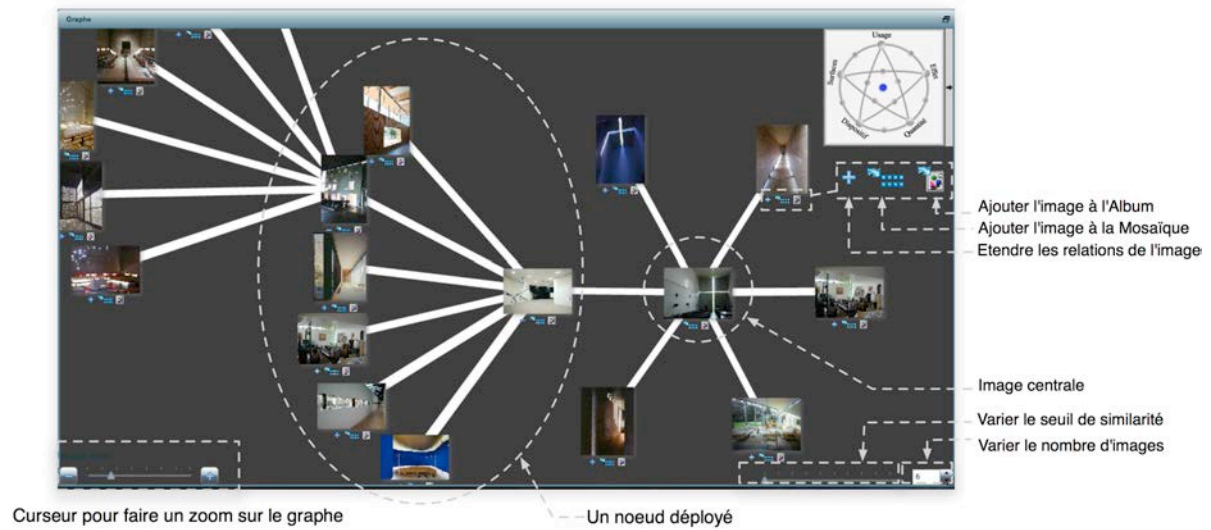 Graphe
Usage
Surfaces
Effet
Dispositif
Quantité
Ajouter l'image à l'Album
Ajouter l'image à la Mosaïque
Etendre les relations de l'image
Image centrale
Varier le seuil de similarité
Varier le nombre d'images
Curseur pour faire un zoom sur le graphe
Un noeud déployé